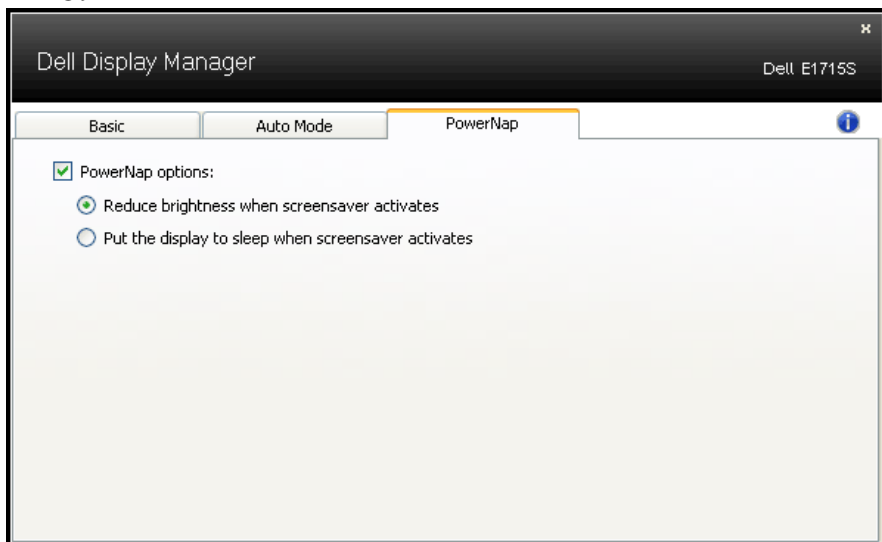 x
Dell Display Manager
Dell E1715S
Basic Auto Mode PowerNap i
PowerNap options:
Reduce brightness when screensaver activates
Put the display to sleep when screensaver activates